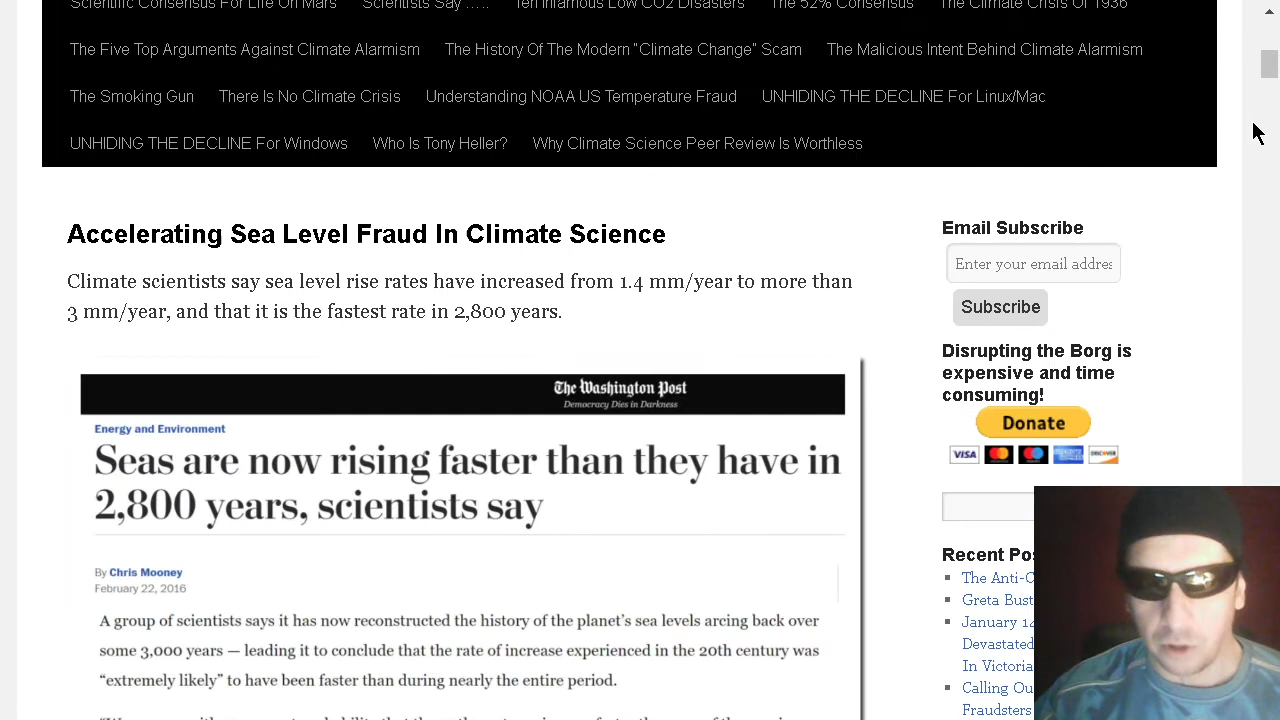 Scientific Consensus For Life On Mars Scientists Say ..... Ten Infamous Low CO2 Disasters The 52% Consensus The Climate Crisis Of 1936
The Five Top Arguments Against Climate Alarmism The History Of The Modern "Climate Change" Scam The Malicious Intent Behind Climate Alarmism
The Smoking Gun There Is No Climate Crisis Understanding NOAA US Temperature Fraud UNHIDING THE DECLINE For Linux/Mac
UNHIDING THE DECLINE For Windows Who Is Tony Heller? Why Climate Science Peer Review Is Worthless
Accelerating Sea Level Fraud In Climate Science
Climate scientists say sea level rise rates have increased from 1.4 mm/year to more than
3 mm/year, and that it is the fastest rate in 2,800 years.
The Washington Post
Democracy Dies in Darkness
Energy and Environment
Seas are now rising faster than they have in
2,800 years, scientists say
By Chris Mooney
February 22, 2016
A group of scientists says it has now reconstructed the history of the planet's sea levels arcing back over
some 3,000 years — leading it to conclude that the rate of increase experienced in the 20th century was
"extremely likely" to have been faster than during nearly the entire period.
Email Subscribe
Enter your email addres
Subscribe
Disrupting the Borg is
expensive and time
consuming!
Donate
VISA DISCOVER
Recent Pos
The Anti-C
Greta Bust
January 12
Devastated
In Victoria
Calling Ou
Fraudsters